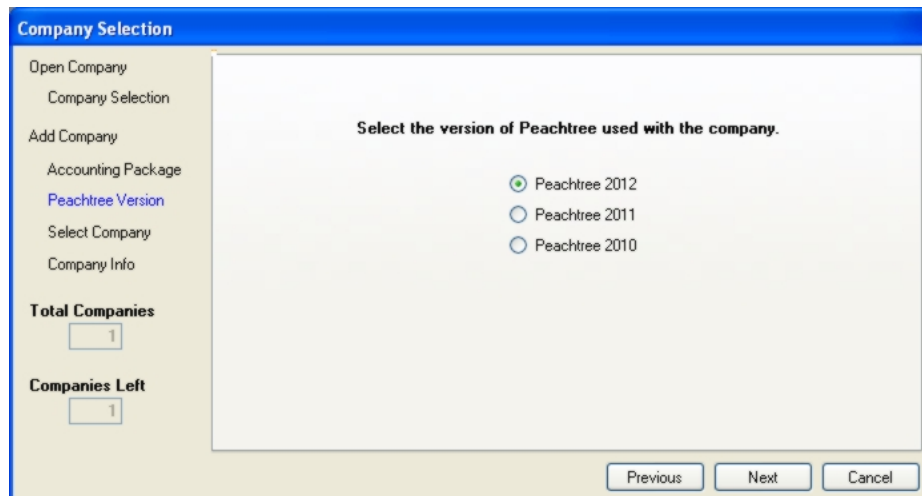 Company Selection
Open Company
Company Selection
Add Company
Accounting Package
Peachtree Version
Select Company
Company Info
Total Companies
1
Companies Left
1
Select the version of Peachtree used with the company.
Peachtree 2012
Peachtree 2011
Peachtree 2010
Previous
Next
Cancel